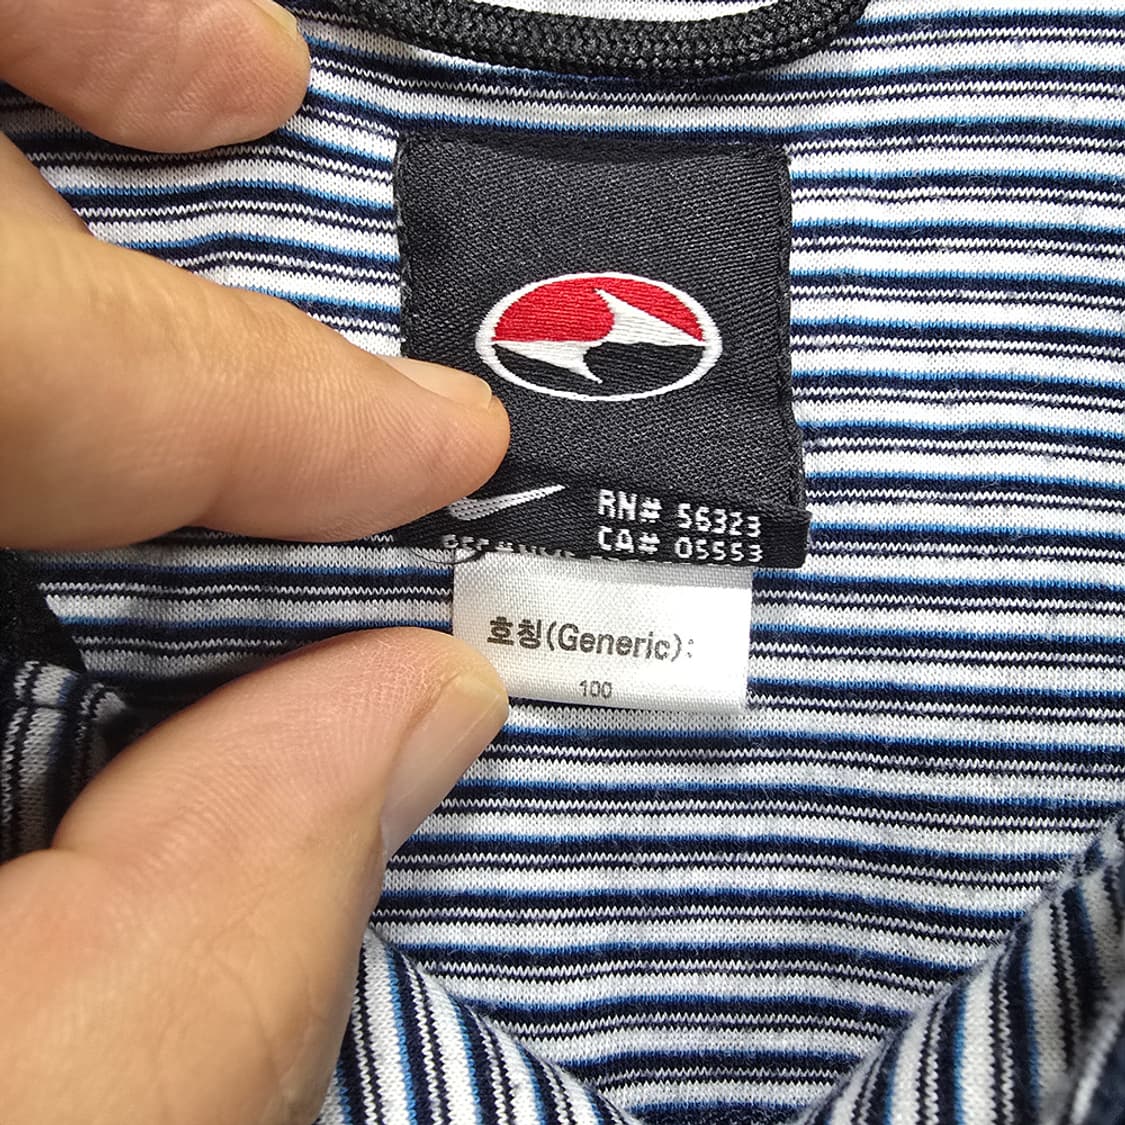 RN# 56323
CA# 05553
호칭(Generic):
100